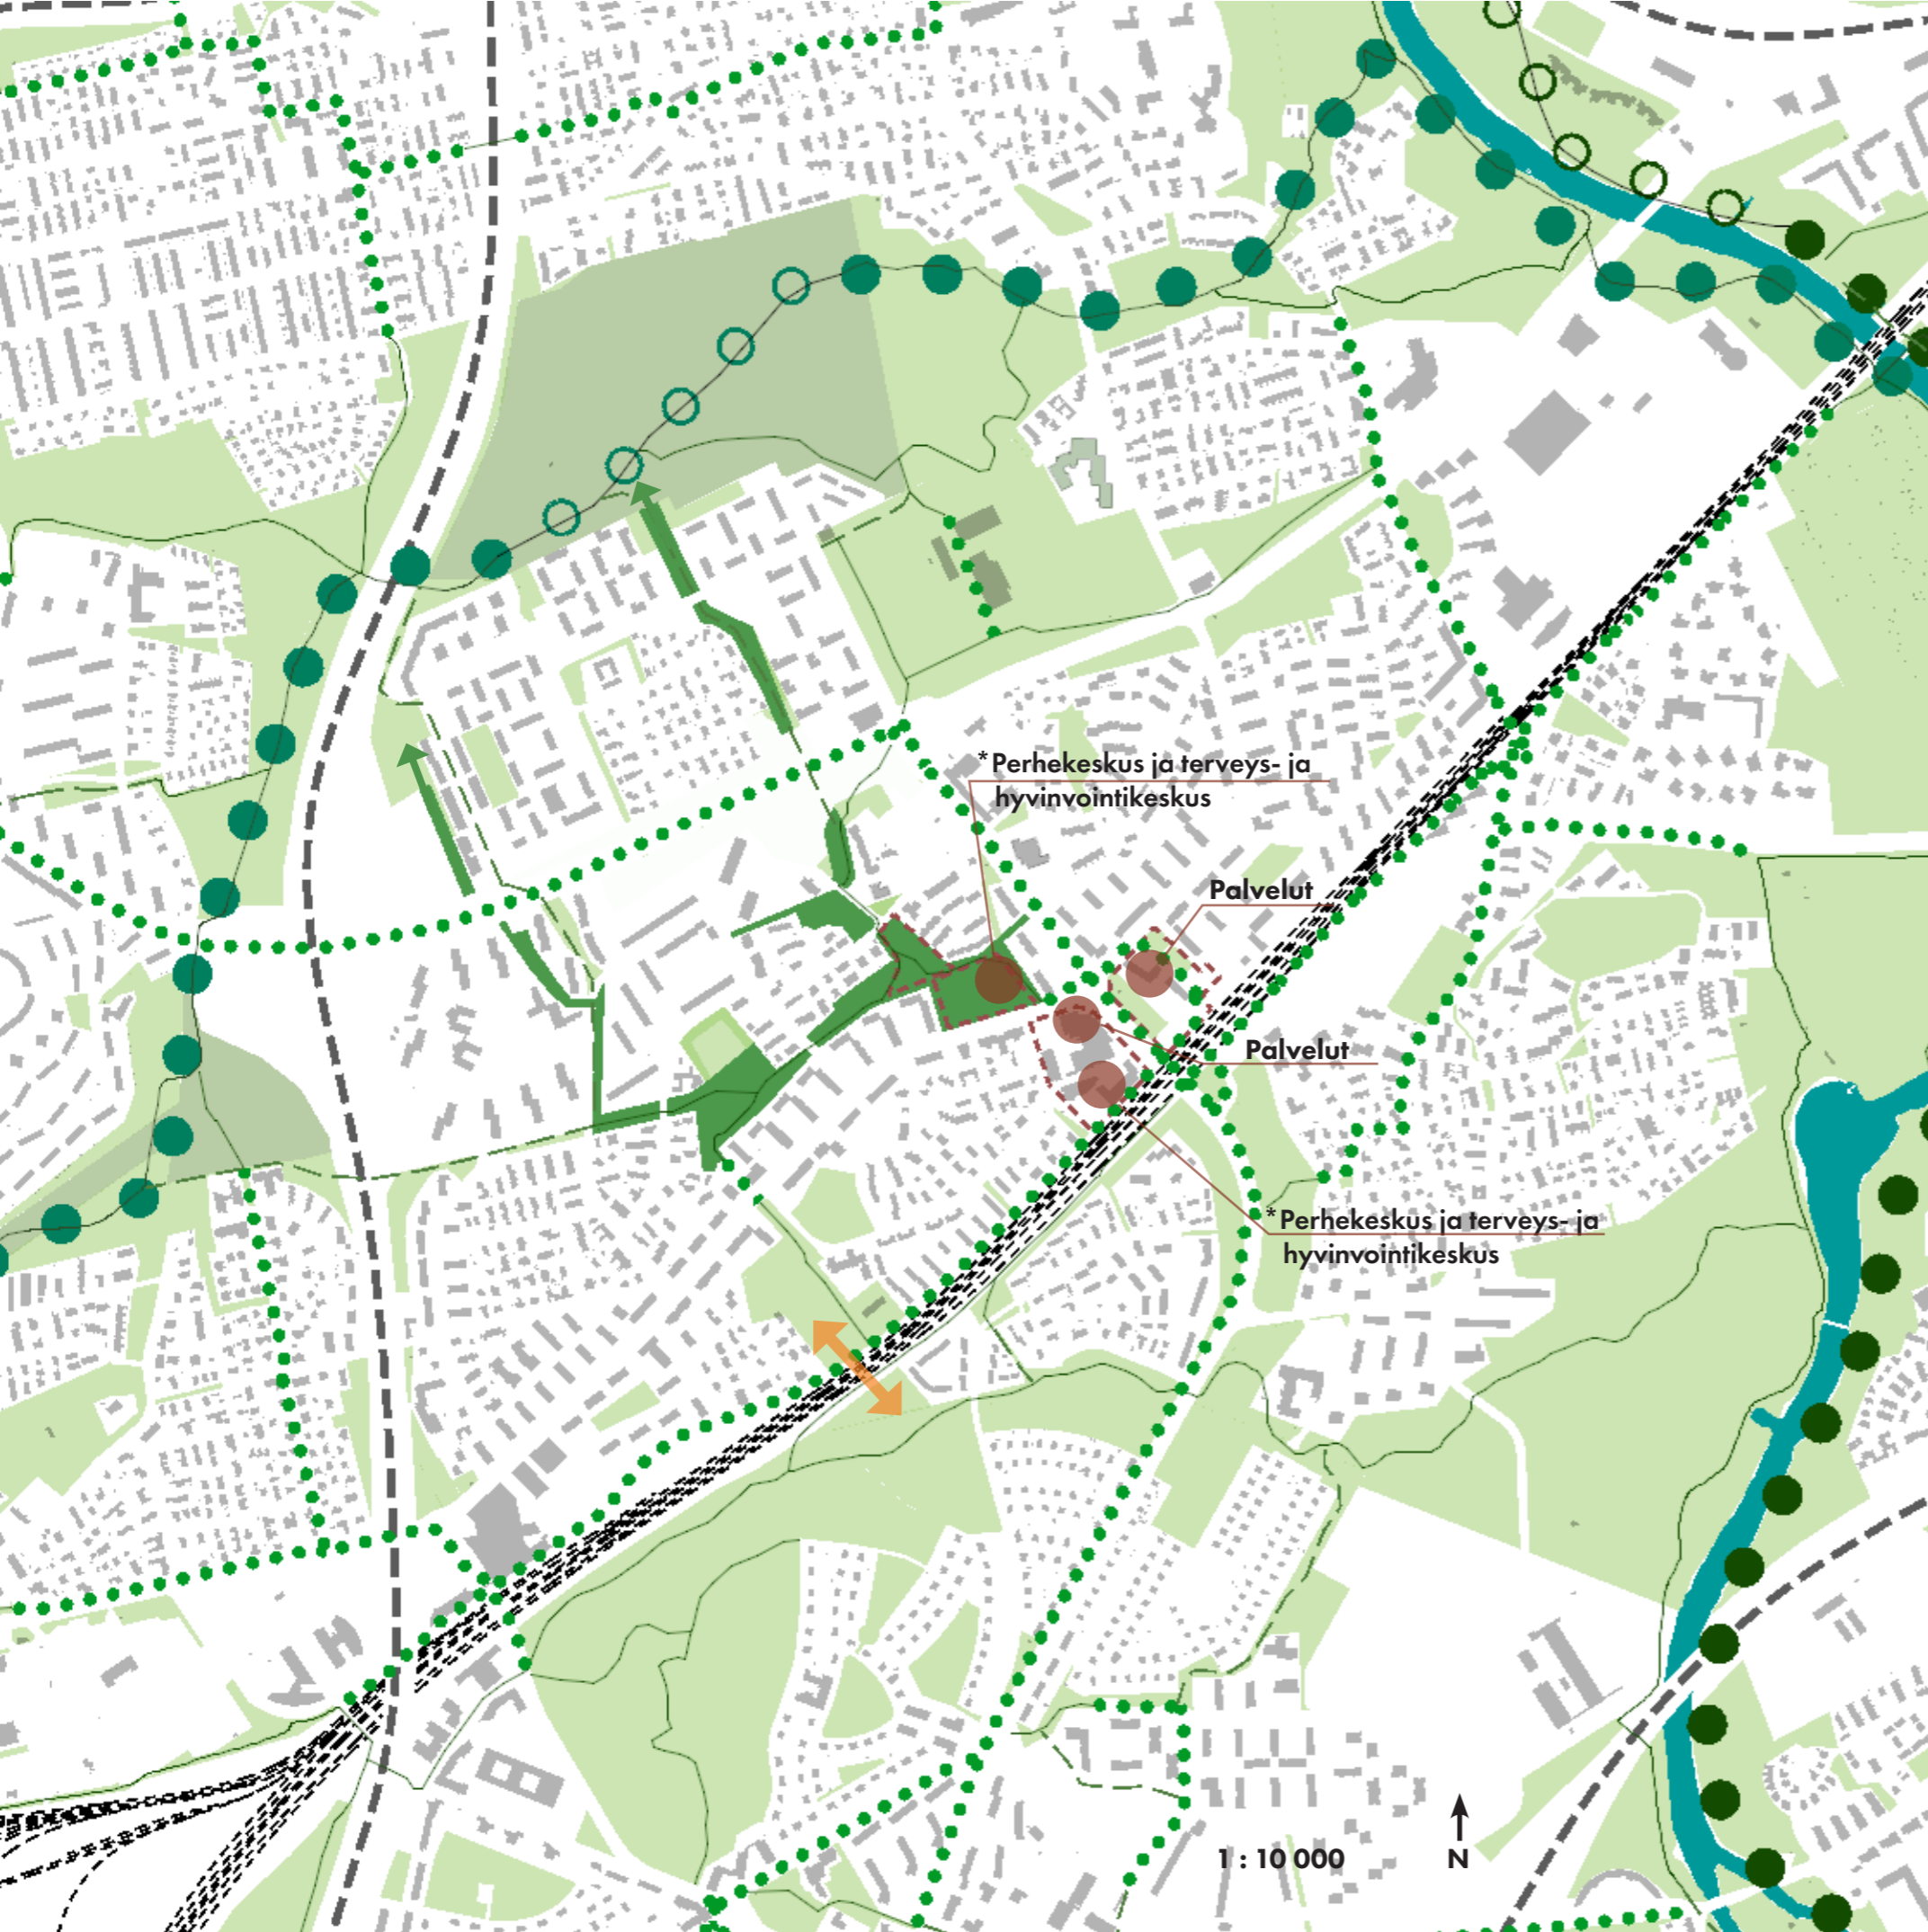 *Perhekeskus ja terveys- ja
hyvinvointikeskus
Palvelut
Palvelut
*Perhekeskus ja terveys- ja
hyvinvointikeskus
1 : 10 000
N